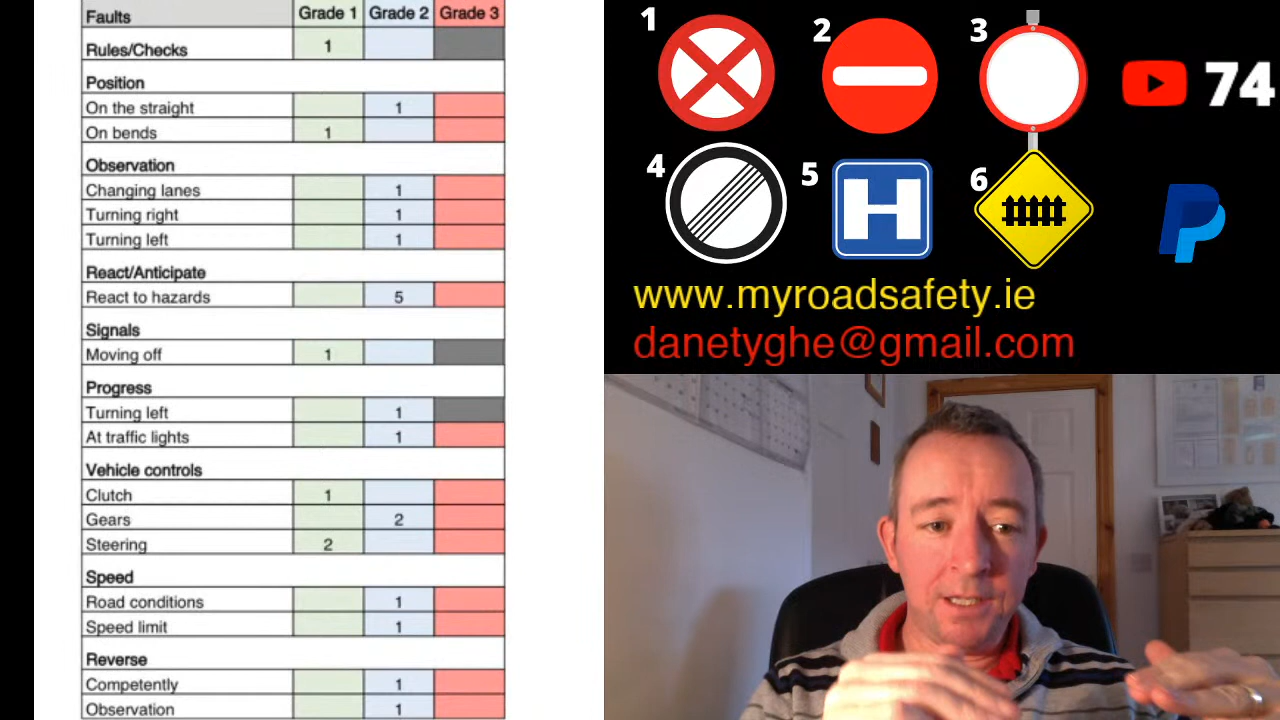 Faults Grade 1 Grade 2 Grade 3
Rules/Checks 1
Position
On the straight 1
On bends 1
Observation
Changing lanes 1
Turning right 1
Turning left 1
React/Anticipate
React to hazards 5
Signals
Moving off 1
Progress
Turning left 1
At traffic lights 1
Vehicle controls
Clutch 1
Gears 2
Steering 2
Speed
Road conditions 1
Speed limit 1
Reverse
Competently 1
Observation 1
1 2 3 74
4 5 H 6
www.myroadsafety.ie
danetyghe@gmail.com